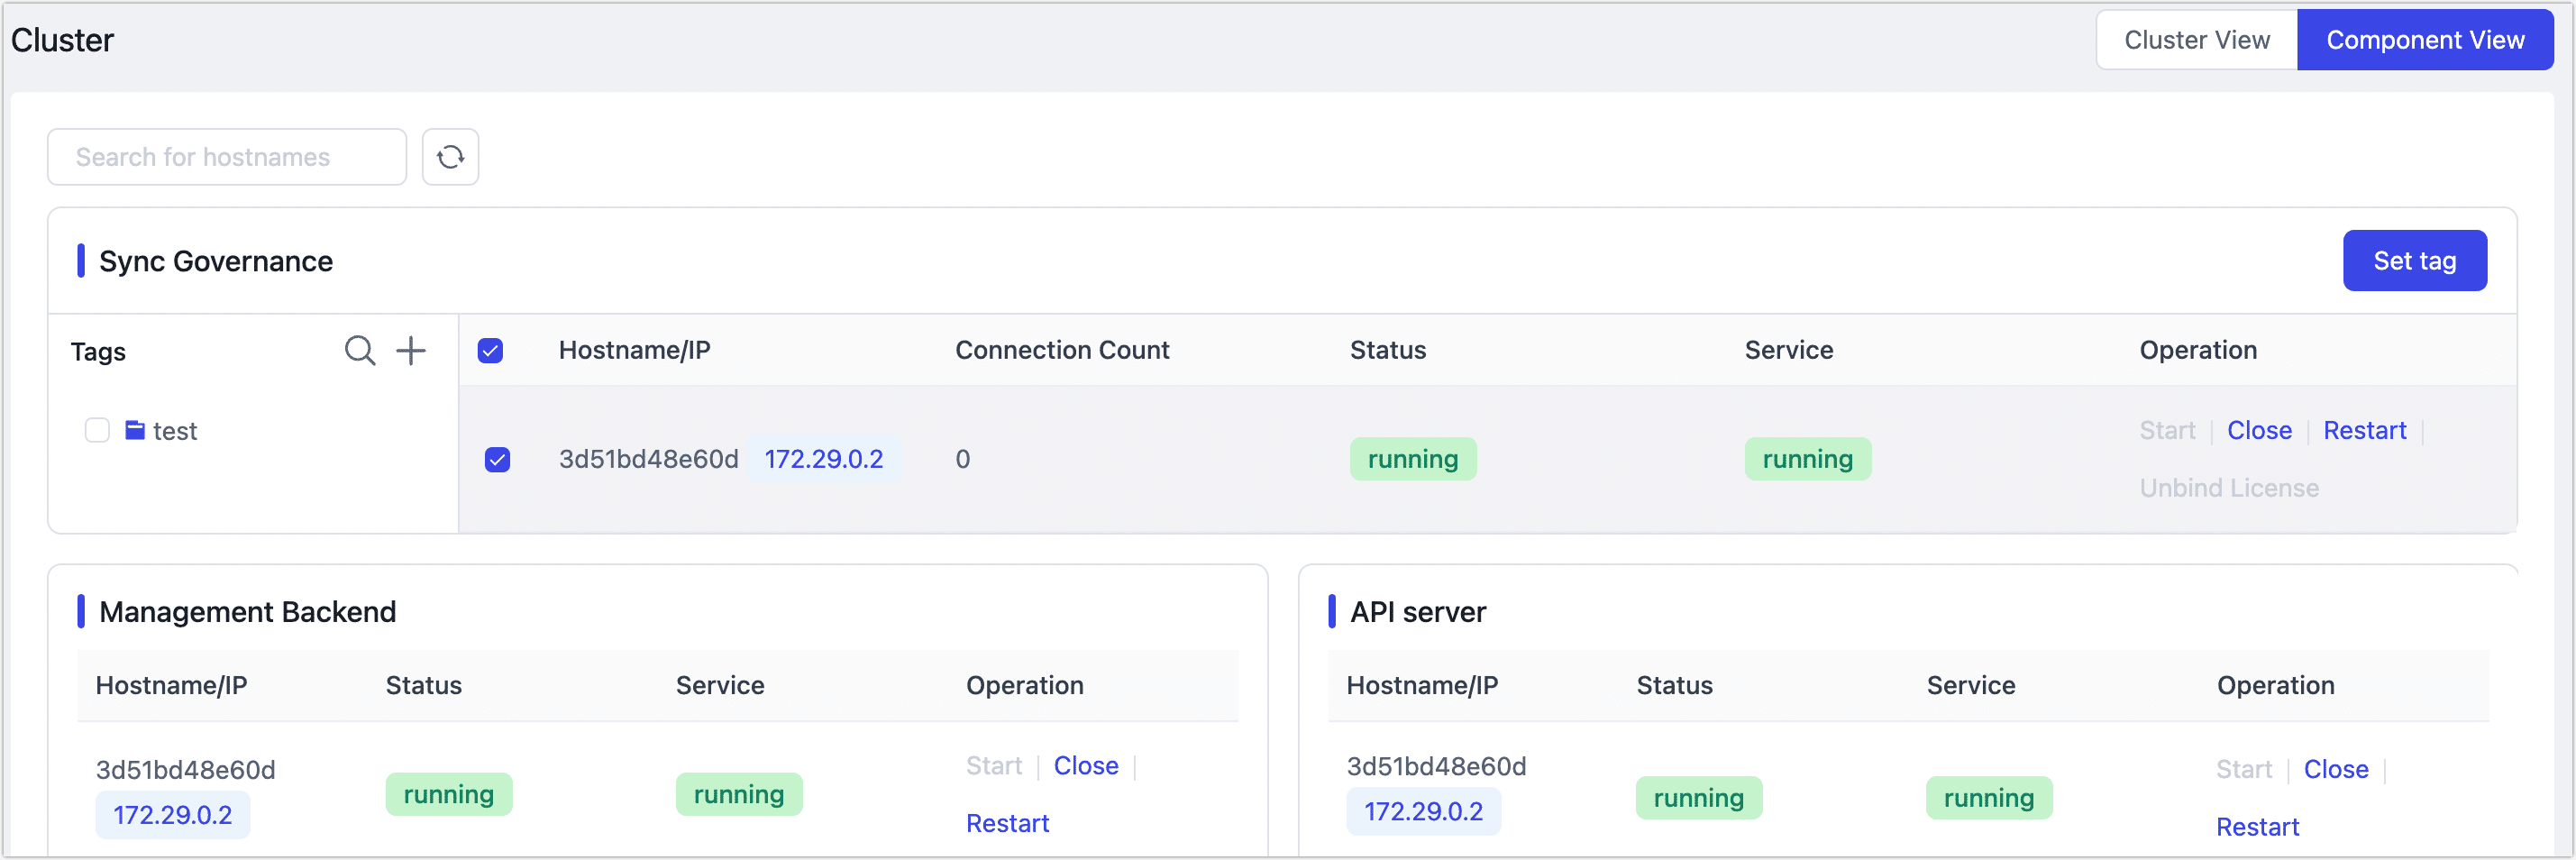 Cluster
Cluster View
Component View
Search for hostnames
Sync Governance
Set tag
Tags
Hostname/IP
Connection Count
Status
Service
Operation
test
3d51bd48e60d
172.29.0.2
0
running
running
Start
Close
Restart
Unbind License
Management Backend
Hostname/IP
Status
Service
Operation
3d51bd48e60d
172.29.0.2
running
running
Start
Close
Restart
API server
Hostname/IP
Status
Service
Operation
3d51bd48e60d
172.29.0.2
running
running
Start
Close
Restart